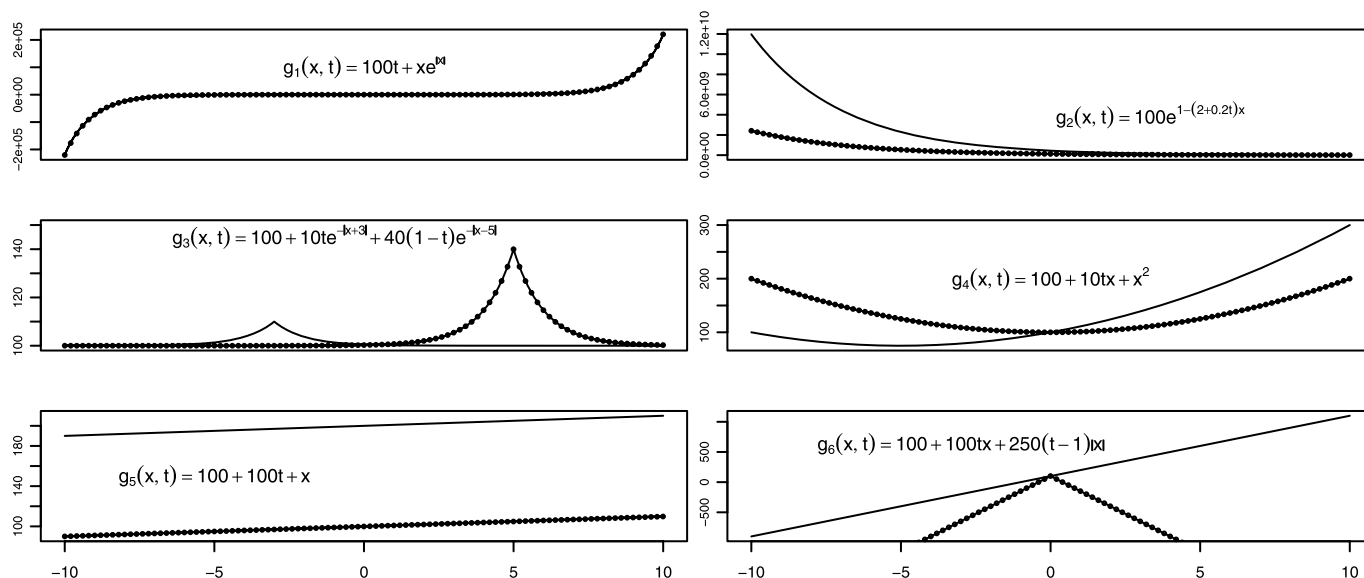 g1(x, t) = 100t + xe^|x|
−2e+05 0e+00 2e+05
g2(x, t) = 100e^1−(2+0.2t)x
0.0e+00 6.0e+09 1.2e+10
g3(x, t) = 100 + 10te^−|x+3| + 40(1 − t)e^−|x−5|
100 120 140
g4(x, t) = 100 + 10tx + x^2
100 200 300
g5(x, t) = 100 + 100t + x
100 140 180
−10 −5 0 5 10
g6(x, t) = 100 + 100tx + 250(t − 1)|x|
−500 0 500
−10 −5 0 5 10